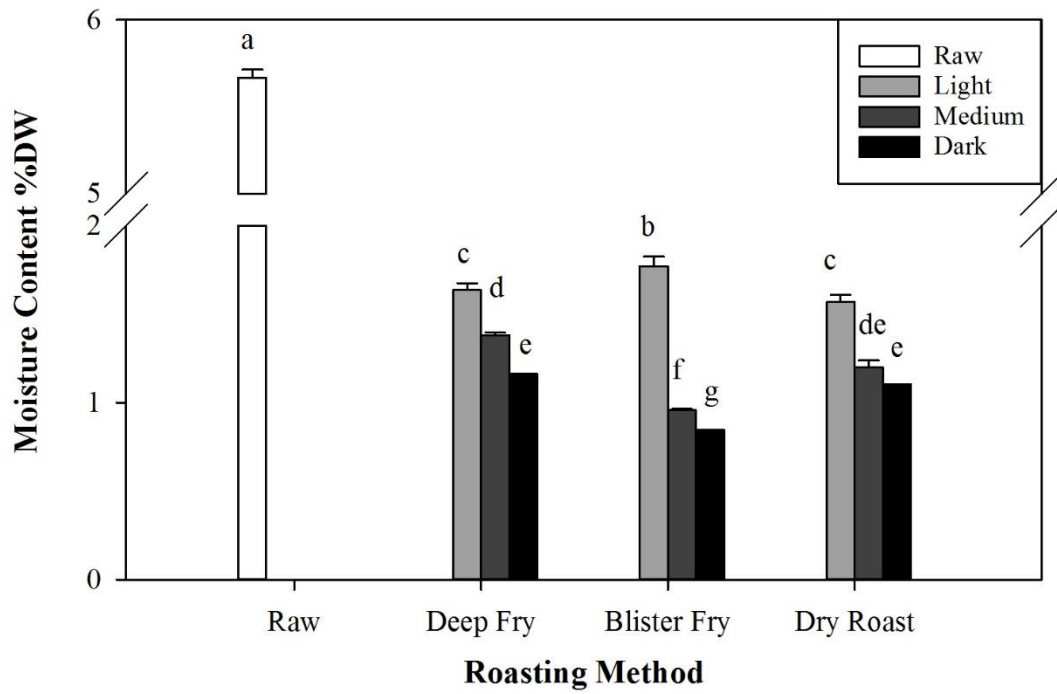 6
a
Raw
Light
Medium
Dark
Moisture Content %DW
5
2
b
c
c
d
de
e
e
f
g
1
0
Raw
Deep Fry
Blister Fry
Dry Roast
Roasting Method